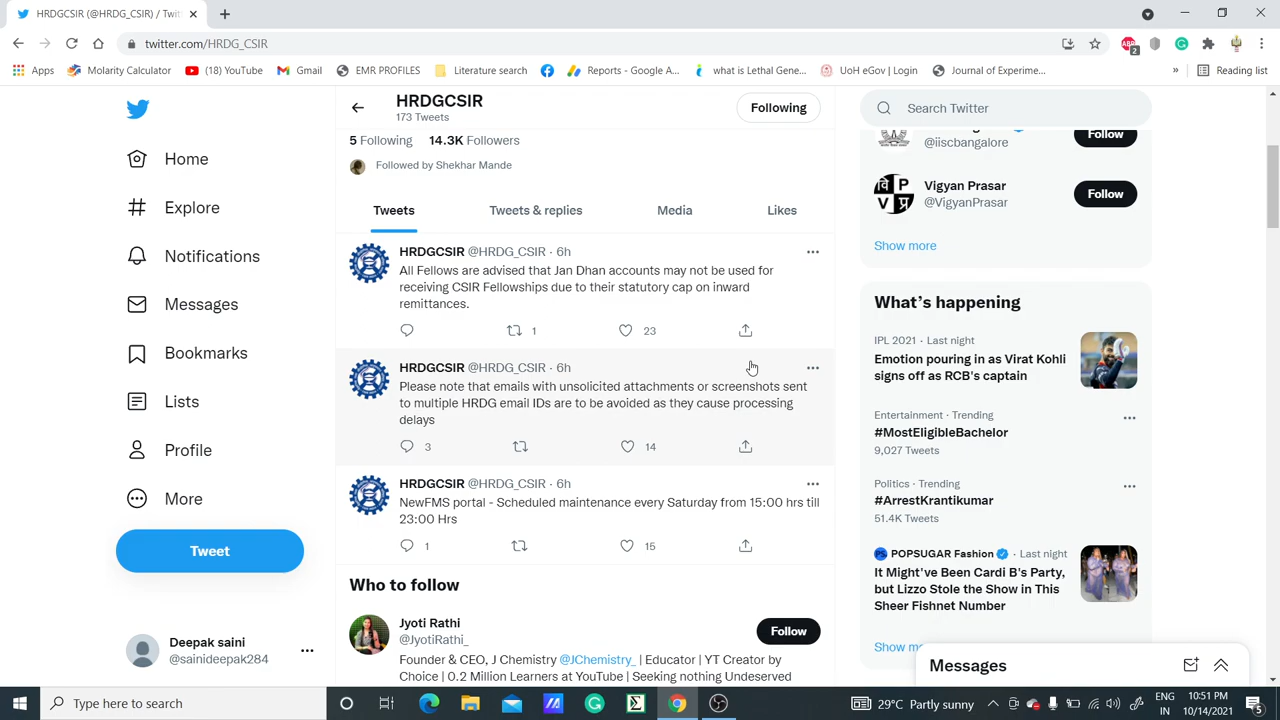 HRDGCSIR (@HRDG_CSIR) / Twit
twitter.com/HRDG_CSIR
2
Apps
Molarity Calculator
(18) YouTube
Gmail
EMR PROFILES
Literature search
Reports - Google A...
what is Lethal Gene...
UoH eGov | Login
Journal of Experime...
»
Reading list
Home
Explore
Notifications
Messages
Bookmarks
Lists
Profile
More
Tweet
Deepak saini
@sainideepak284
HRDGCSIR
173 Tweets
Following
5 Following 14.3K Followers
Followed by Shekhar Mande
Tweets Tweets & replies Media Likes
HRDGCSIR @HRDG_CSIR · 6h
All Fellows are advised that Jan Dhan accounts may not be used for
receiving CSIR Fellowships due to their statutory cap on inward
remittances.
1 23
HRDGCSIR @HRDG_CSIR · 6h
Please note that emails with unsolicited attachments or screenshots sent
to multiple HRDG email IDs are to be avoided as they cause processing
delays
3 14
HRDGCSIR @HRDG_CSIR · 6h
NewFMS portal - Scheduled maintenance every Saturday from 15:00 hrs till
23:00 Hrs
1 15
Who to follow
Jyoti Rathi
@JyotiRathi_
Follow
Founder & CEO, J Chemistry @JChemistry_ | Educator | YT Creator by
Choice | 0.2 Million Learners at YouTube | Seeking nothing Undeserved
Search Twitter
@iiscbangalore
Follow
Vigyan Prasar
@VigyanPrasar
Follow
Show more
What's happening
IPL 2021 · Last night
Emotion pouring in as Virat Kohli
signs off as RCB's captain
Entertainment · Trending
#MostEligibleBachelor
9,027 Tweets
Politics · Trending
#ArrestKrantikumar
51.4K Tweets
POPSUGAR Fashion · Last night
It Might've Been Cardi B's Party,
but Lizzo Stole the Show in This
Sheer Fishnet Number
Messages
Type here to search
29°C Partly sunny
ENG
IN
10:51 PM
10/14/2021
5